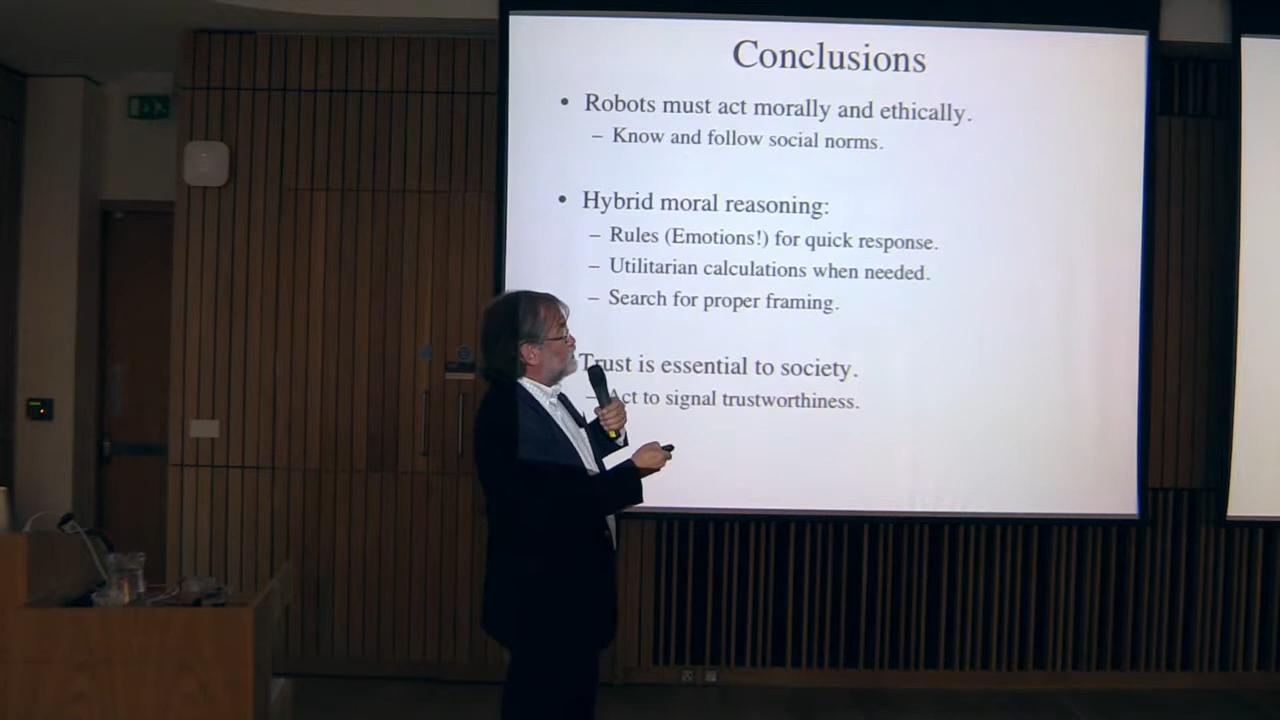 Conclusions
• Robots must act morally and ethically.
– Know and follow social norms.
• Hybrid moral reasoning:
– Rules (Emotions!) for quick response.
– Utilitarian calculations when needed.
– Search for proper framing.
Trust is essential to society.
– Act to signal trustworthiness.